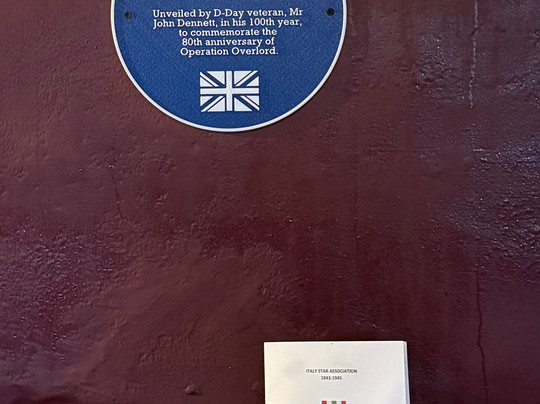 Unveiled by D-Day veteran, Mr
John Dennett, in his 100th year,
to commemorate the
80th anniversary of
Operation Overlord.
ITALY STAR ASSOCIATION
1943-1945